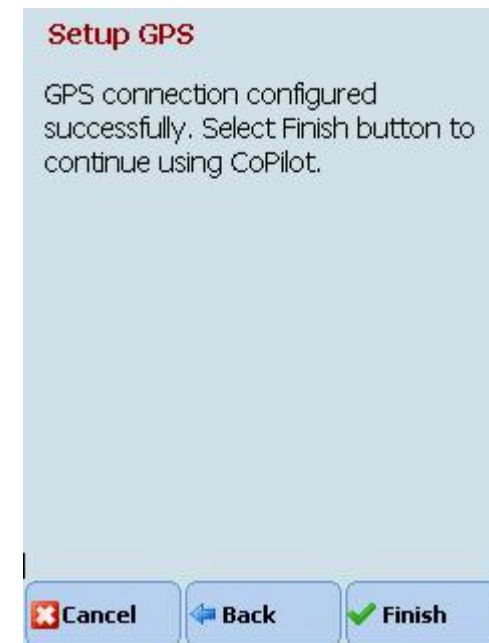 Setup GPS
GPS connection configured
successfully. Select Finish button to
continue using CoPilot.
Cancel
Back
Finish